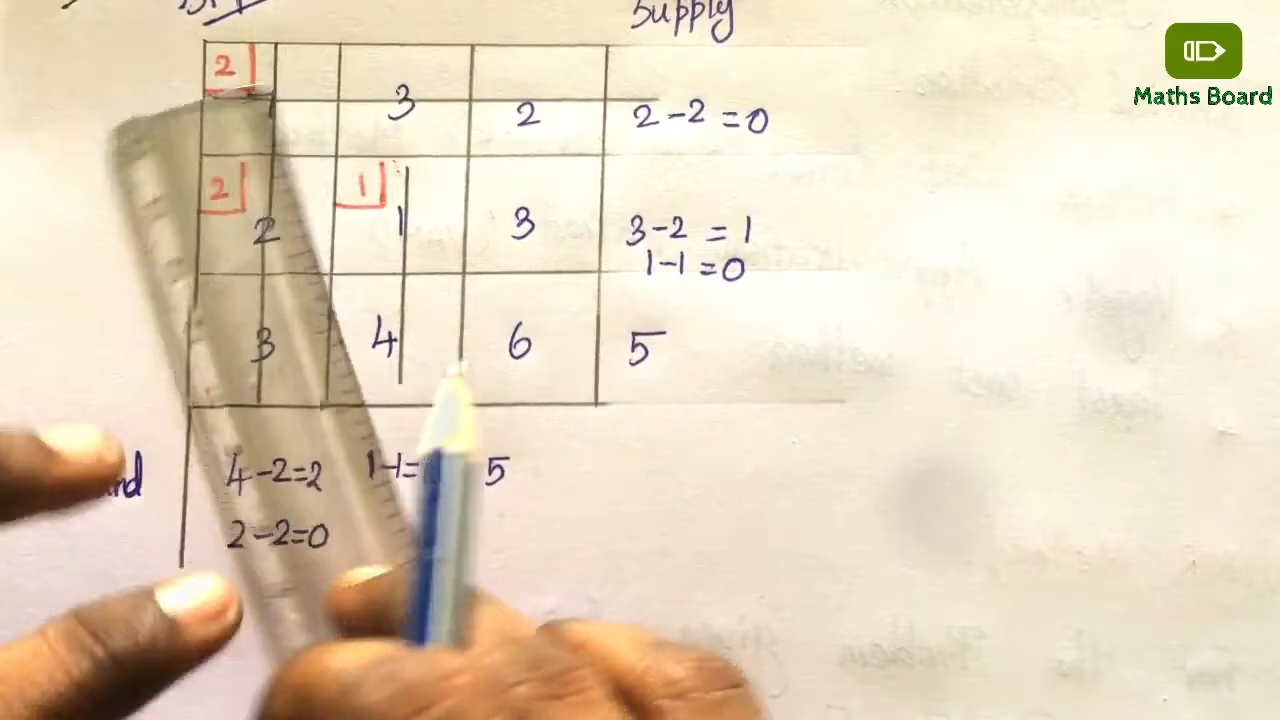 Supply
2
1 3 2 2-2=0
2 1
2 1 3 3-2 = 1
1-1=0
3 4 6 5
4-2=2 1-1= 5
2-2=0
Maths Board